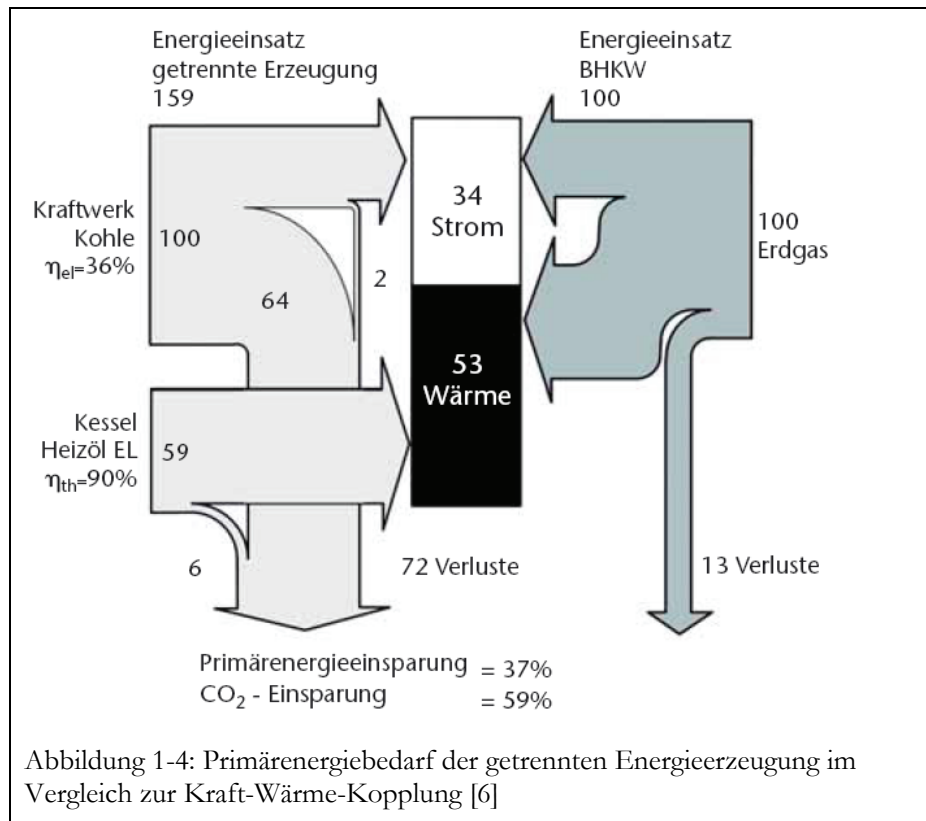 Energieeinsatz
getrennte Erzeugung
159
Energieeinsatz
BHKW
100
Kraftwerk
Kohle
ηel=36%
100
64
2
34
Strom
53
Wärme
100
Erdgas
Kessel
Heizöl EL
ηth=90%
59
6
72 Verluste
13 Verluste
Primärenergieeinsparung = 37%
CO2 - Einsparung = 59%
Abbildung 1-4: Primärenergiebedarf der getrennten Energieerzeugung im
Vergleich zur Kraft-Wärme-Kopplung [6]